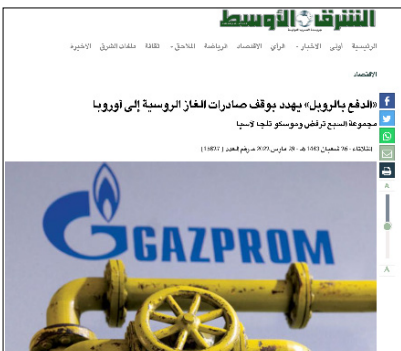 الشرق الأوسط
الرئيسية أولى الأخبار الرأي الاقتصاد الرياضة الملاحق ثقافة ملفات الشرق الأخيرة
الاقتصاد
«الدفع بالروبل» يهدد بوقف صادرات الغاز الروسية إلى أوروبا
مجموعة السبع ترفض وموسكو تلجأ لآسيا
الثلاثاء - 26 شعبان 1443 هـ - 29 مارس 2022 مـ رقم العدد
GAZPROM